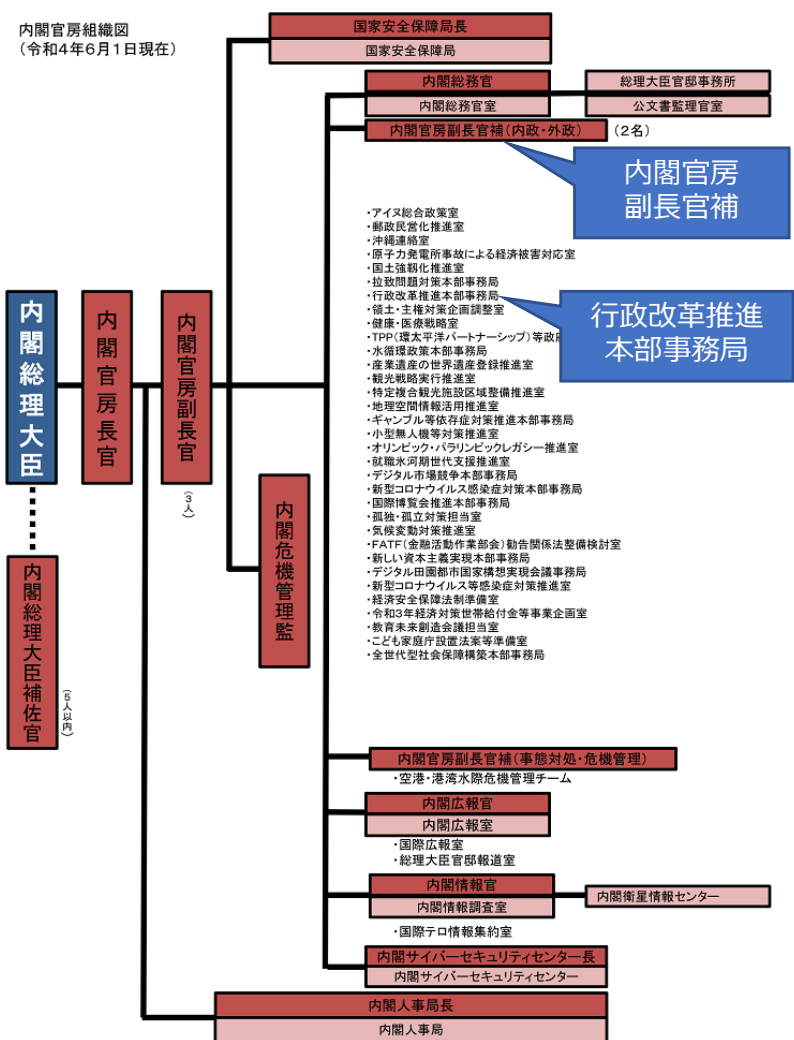 内閣官房組織図
(令和4年6月1日現在)
国家安全保障局長
国家安全保障局
内閣総務官
内閣総務官室
総理大臣官邸事務所
公文書監理官室
内閣官房副長官補(内政・外政)
(2名)
内閣官房
副長官補
・アイヌ総合政策室
・郵政民営化推進室
・沖縄連絡室
・原子力発電所事故による経済被害対応室
・国土強靱化推進室
・拉致問題対策本部事務局
・行政改革推進本部事務局
・領土・主権対策企画調整室
・健康・医療戦略室
・TPP(環太平洋パートナーシップ)等政府
・水循環政策本部事務局
・産業遺産の世界遺産登録推進室
・観光戦略実行推進室
・特定複合観光施設区域整備推進室
・地理空間情報活用推進室
・ギャンブル等依存症対策推進本部事務局
・小型無人機等対策推進室
・オリンピック・パラリンピックレガシー推進室
・就職氷河期世代支援推進室
・デジタル市場競争本部事務局
・新型コロナウイルス感染症対策本部事務局
・国際博覧会推進本部事務局
・孤独・孤立対策担当室
・気候変動対策推進室
・FATF(金融活動作業部会)勧告関係法整備検討室
・新しい資本主義実現本部事務局
・デジタル田園都市国家構想実現会議事務局
・新型コロナウイルス等感染症対策推進室
・経済安全保障法制準備室
・令和3年経済対策世帯給付金等事業企画室
・教育未来創造会議担当室
・こども家庭庁設置法案等準備室
・全世代型社会保障構築本部事務局
行政改革推進
本部事務局
内閣総理大臣
内閣官房長官
内閣官房副長官
(3人)
内閣危機管理監
内閣総理大臣補佐官
(5人以内)
内閣官房副長官補(事態対処・危機管理)
・空港・港湾水際危機管理チーム
内閣広報官
内閣広報室
・国際広報室
・総理大臣官邸報道室
内閣情報官
内閣情報調査室
内閣衛星情報センター
・国際テロ情報集約室
内閣サイバーセキュリティセンター長
内閣サイバーセキュリティセンター
内閣人事局長
内閣人事局